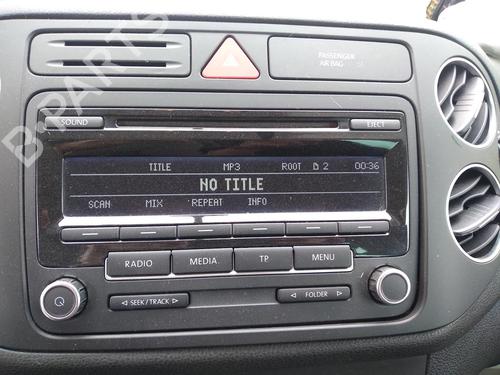 PASSENGER
AIR BAG
SOUND
EJECT
TITLE MP3 ROOT 2 00:36
NO TITLE
SCAN MIX REPEAT INFO
RADIO MEDIA TP MENU
SEEK/TRACK FOLDER
B-PARTS